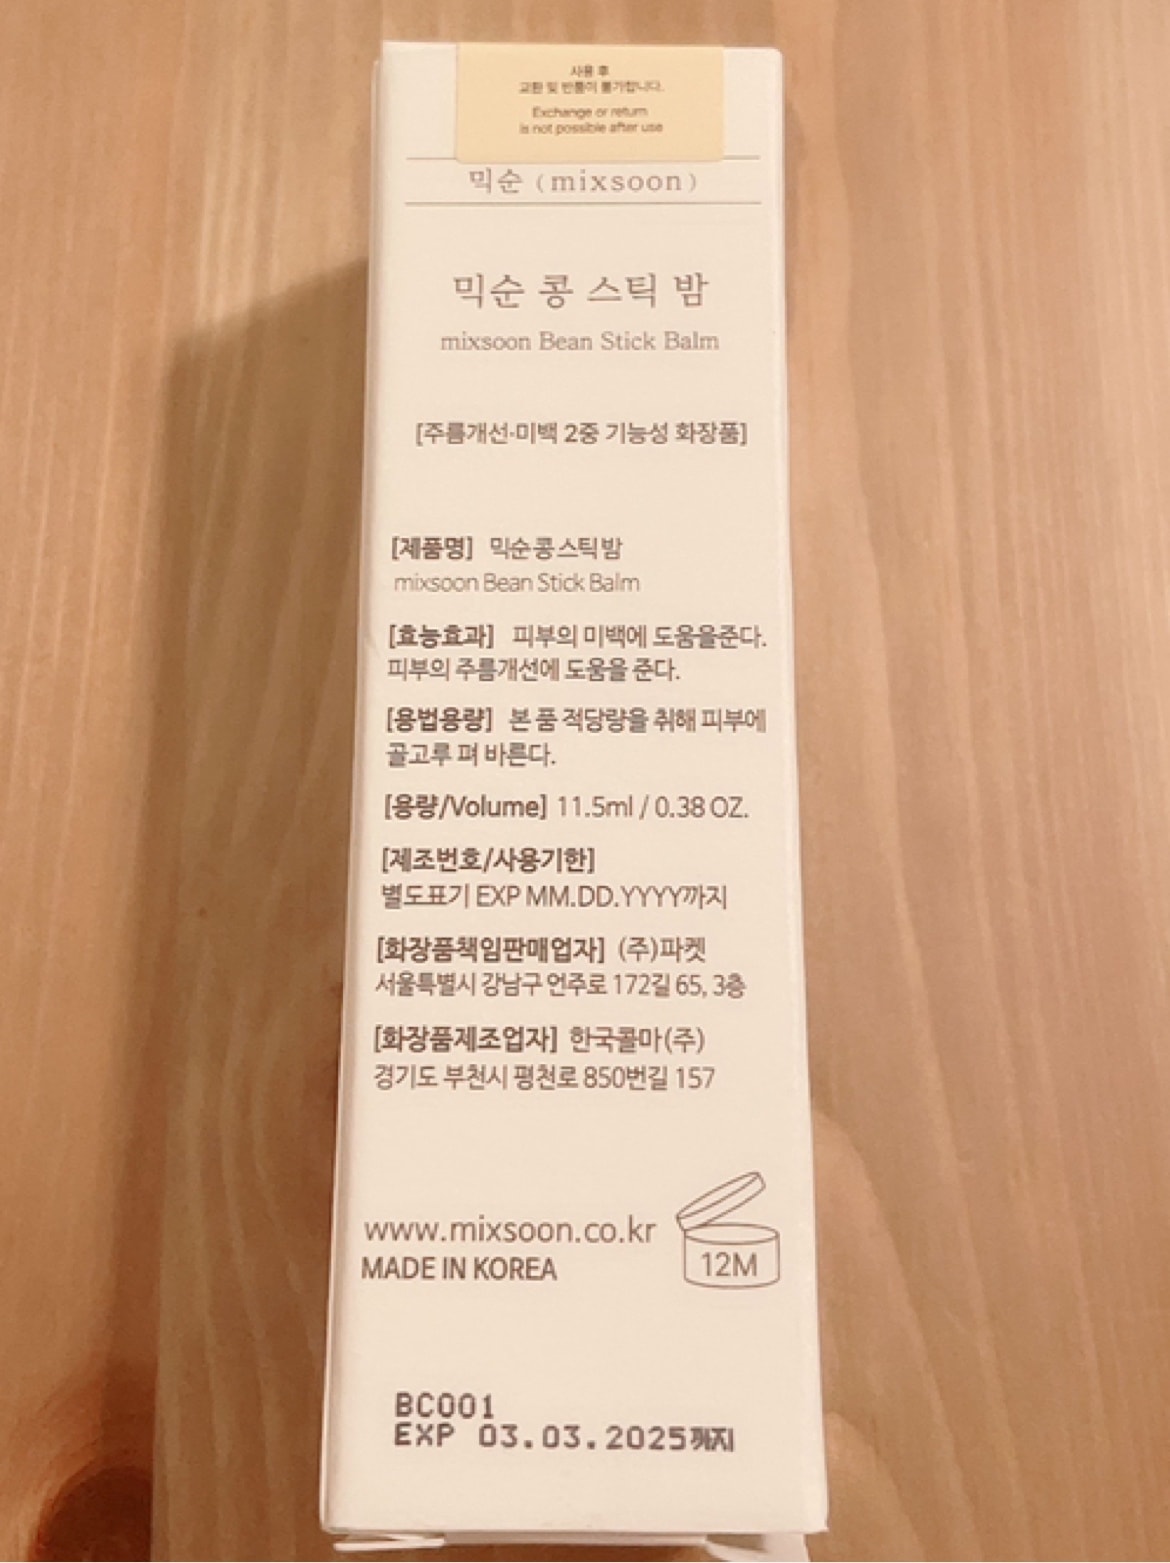 사용 후
교환 및 반품이 불가합니다.
Exchange or return
is not possible after use
믹순 (mixsoon)
믹순 콩 스틱 밤
mixsoon Bean Stick Balm
[주름개선·미백 2중 기능성 화장품]
[제품명] 믹순콩스틱밤
mixsoon Bean Stick Balm
[효능효과] 피부의 미백에 도움을준다.
피부의 주름개선에 도움을 준다.
[용법용량] 본 품 적당량을 취해 피부에
골고루 펴 바른다.
[용량/Volume] 11.5ml / 0.38 OZ.
[제조번호/사용기한]
별도표기 EXP MM.DD.YYYY까지
[화장품책임판매업자] (주)파켓
서울특별시 강남구 언주로 172길 65, 3층
[화장품제조업자] 한국콜마(주)
경기도 부천시 평천로 850번길 157
www.mixsoon.co.kr
MADE IN KOREA
12M
BC001
EXP 03.03.2025까지